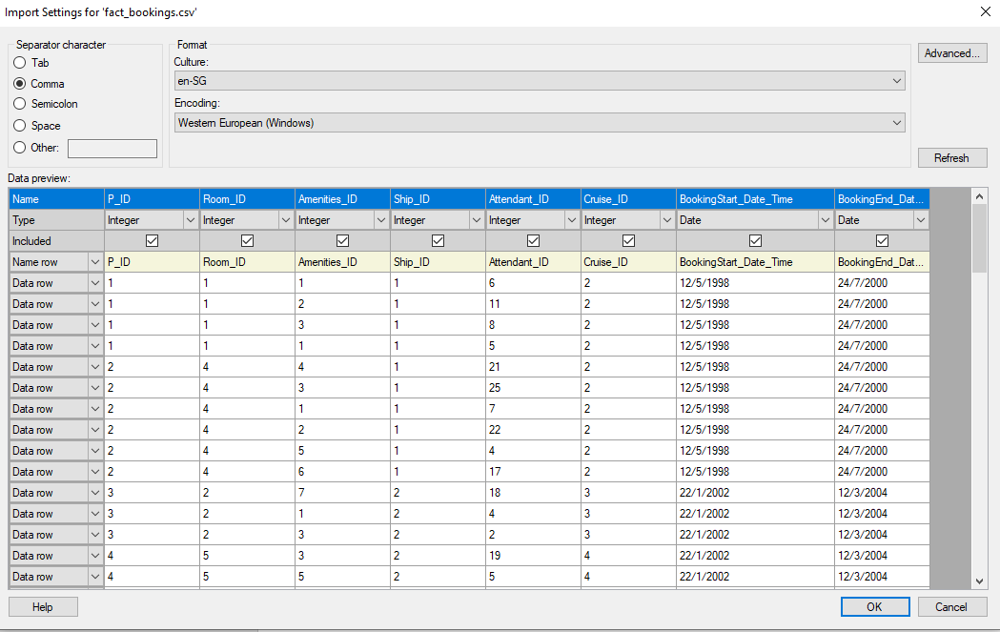 Import Settings for 'fact_bookings.csv'
Separator character
Tab
Comma
Semicolon
Space
Other:
Format
Culture:
en-SG
Encoding:
Western European (Windows)
Advanced...
Refresh
Data preview:
Name P_ID Room_ID Amenities_ID Ship_ID Attendant_ID Cruise_ID BookingStart_Date_Time BookingEnd_Dat...
Type Integer Integer Integer Integer Integer Integer Date Date
Included
Name row P_ID Room_ID Amenities_ID Ship_ID Attendant_ID Cruise_ID BookingStart_Date_Time BookingEnd_Dat...
Data row 1 1 1 1 6 2 12/5/1998 24/7/2000
Data row 1 1 2 1 11 2 12/5/1998 24/7/2000
Data row 1 1 3 1 8 2 12/5/1998 24/7/2000
Data row 1 1 1 1 5 2 12/5/1998 24/7/2000
Data row 2 4 4 1 21 2 12/5/1998 24/7/2000
Data row 2 4 3 1 25 2 12/5/1998 24/7/2000
Data row 2 4 1 1 7 2 12/5/1998 24/7/2000
Data row 2 4 2 1 22 2 12/5/1998 24/7/2000
Data row 2 4 5 1 4 2 12/5/1998 24/7/2000
Data row 2 4 6 1 17 2 12/5/1998 24/7/2000
Data row 3 2 7 2 18 3 22/1/2002 12/3/2004
Data row 3 2 1 2 4 3 22/1/2002 12/3/2004
Data row 3 2 3 2 2 3 22/1/2002 12/3/2004
Data row 4 5 3 2 19 4 22/1/2002 12/3/2004
Data row 4 5 5 2 5 4 22/1/2002 12/3/2004
Help
OK
Cancel